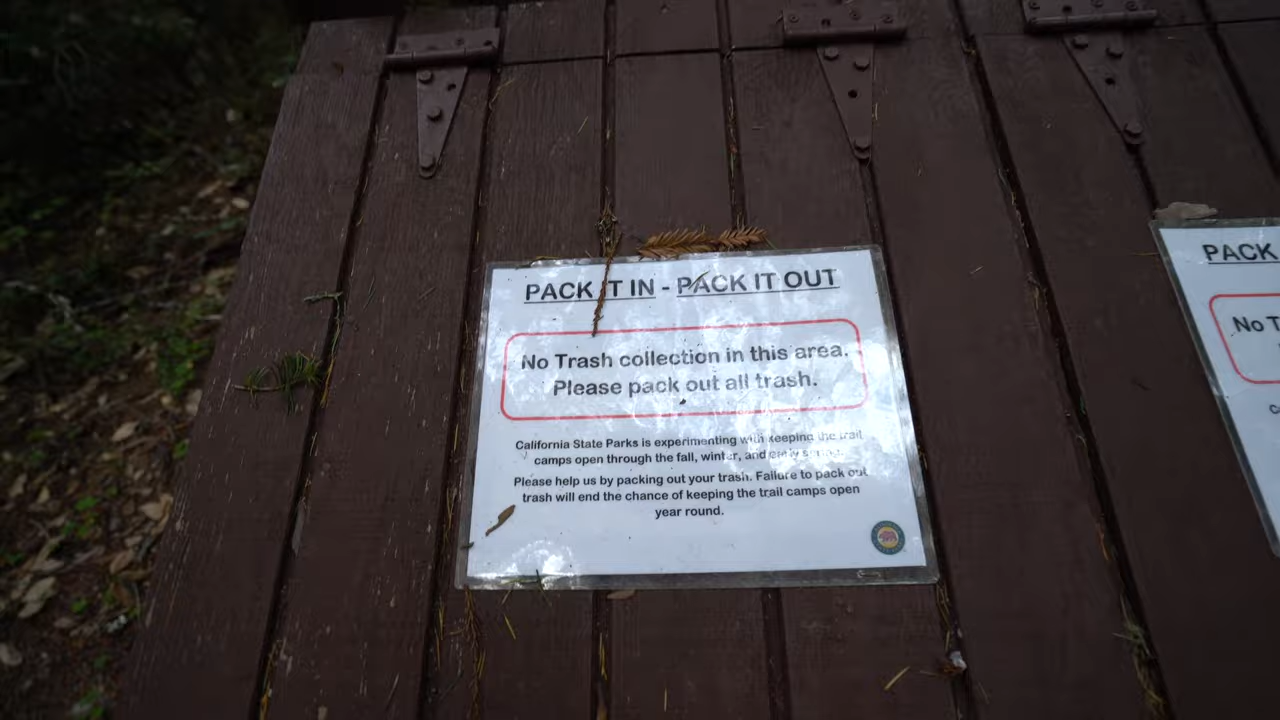 PACK IT IN - PACK IT OUT
No Trash collection in this area.
Please pack out all trash.
California State Parks is experimenting with keeping the trail
camps open through the fall, winter, and early spring.
Please help us by packing out your trash. Failure to pack out
trash will end the chance of keeping the trail camps open
year round.
PACK
No T